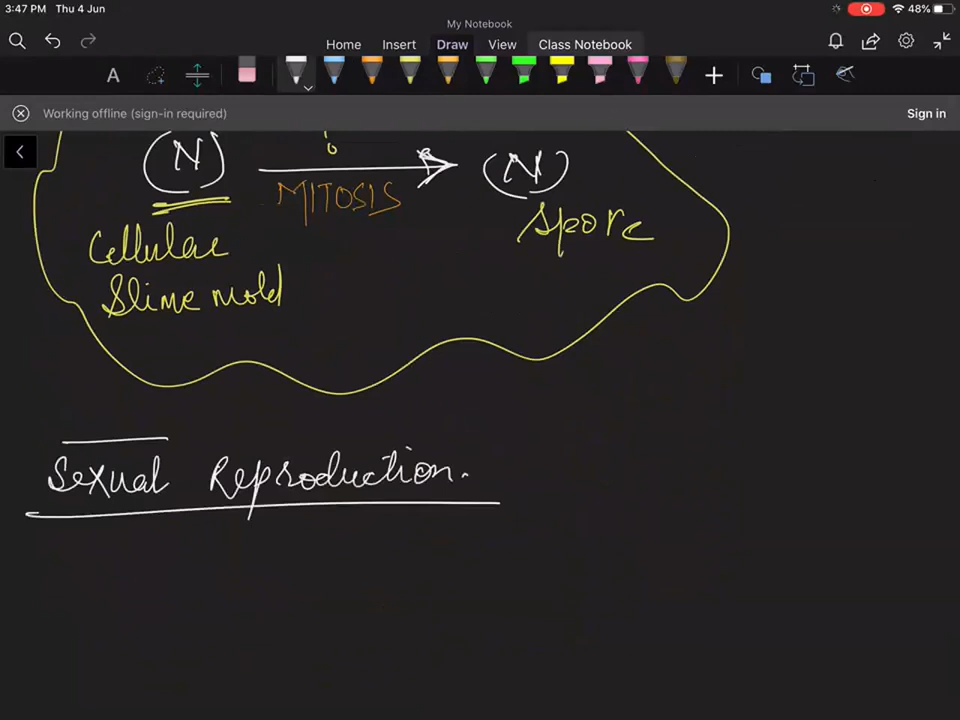 3:47 PM Thu 4 Jun
48%
My Notebook
Home Insert Draw View Class Notebook
A
Working offline (sign-in required)
Sign in
N
N
MITOSIS
Spore
Cellular
Slime mold
Sexual Reproduction.